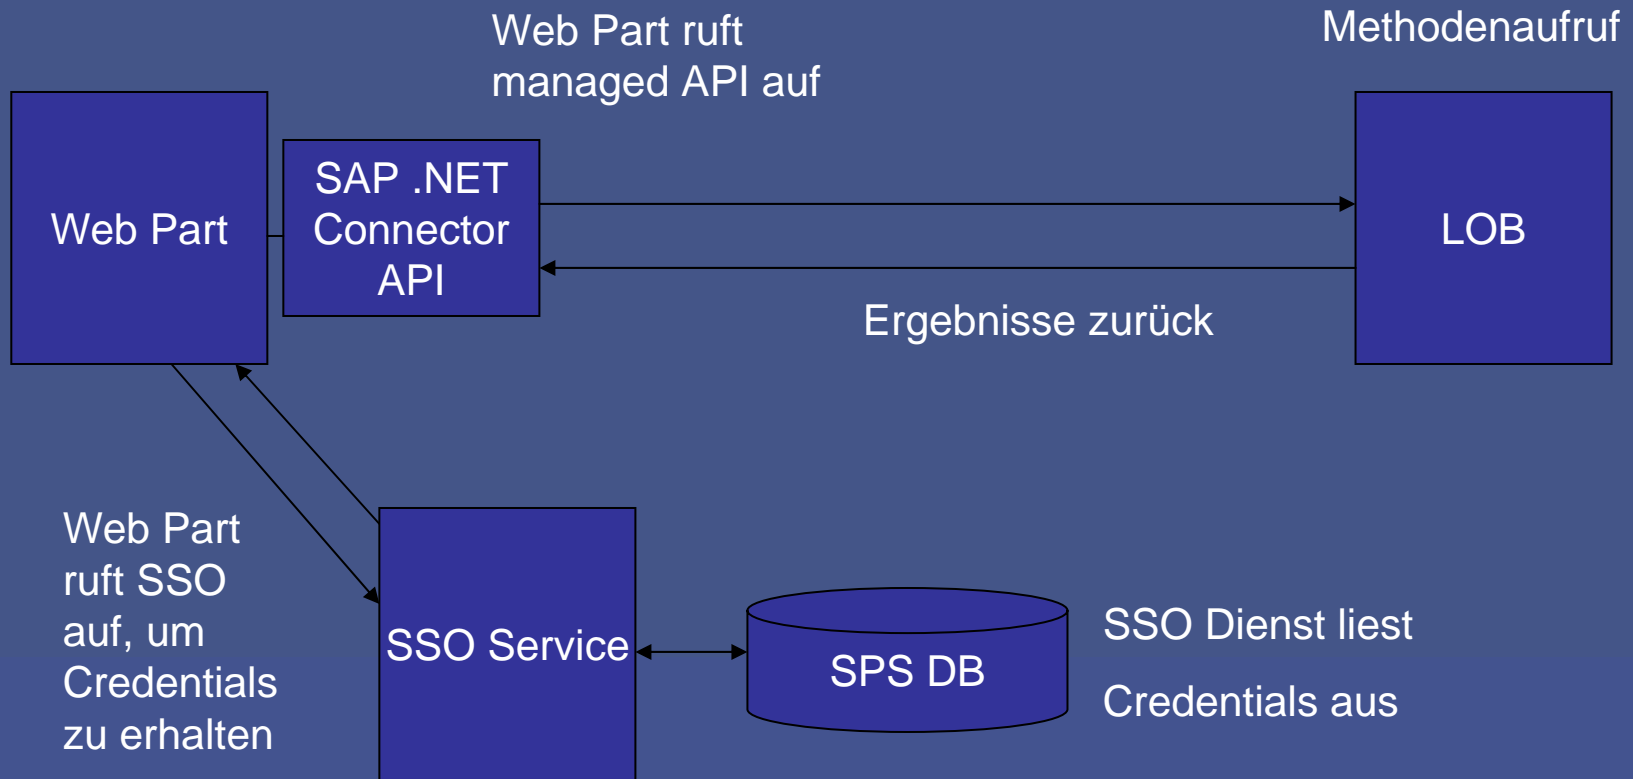 Web Part ruft
managed API auf
Methodenaufruf
Web Part
SAP .NET
Connector
API
LOB
Ergebnisse zurück
Web Part
ruft SSO
auf, um
Credentials
zu erhalten
SSO Service
SPS DB
SSO Dienst liest
Credentials aus